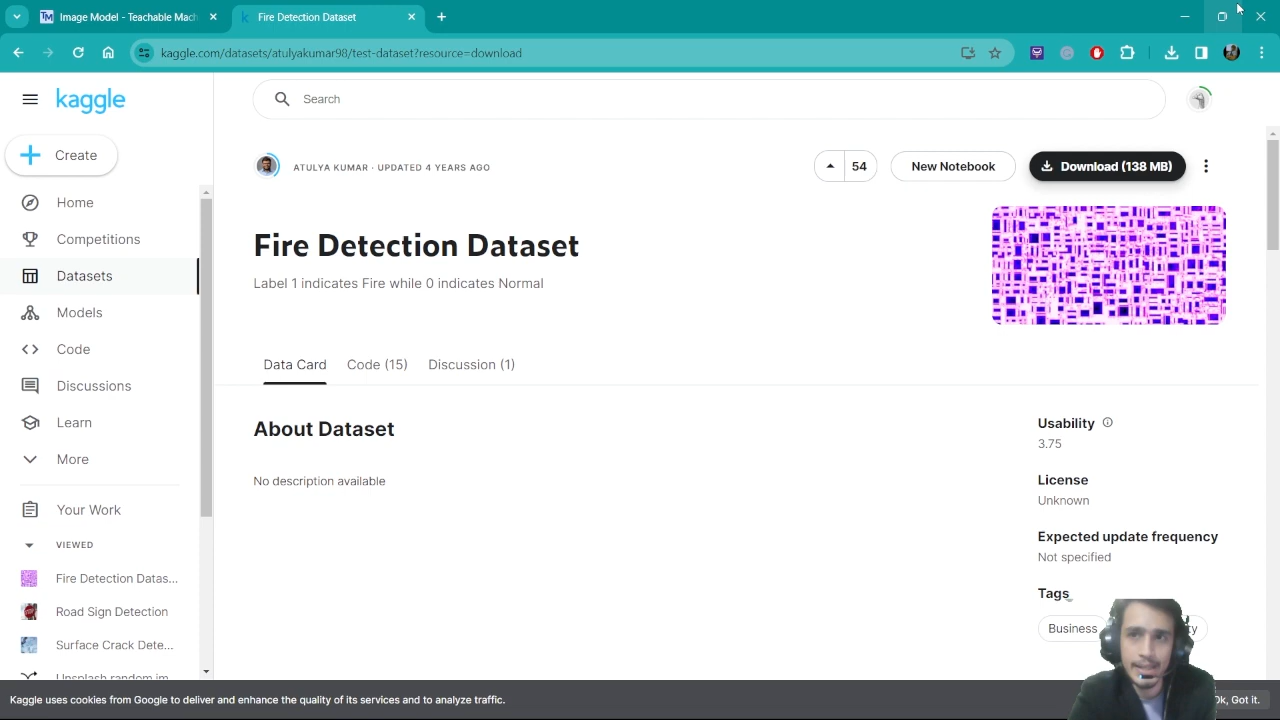 Image Model - Teachable Mach
Fire Detection Dataset
kaggle.com/datasets/atulyakumar98/test-dataset?resource=download
kaggle
Search
Create
ATULYA KUMAR · UPDATED 4 YEARS AGO
54
New Notebook
Download (138 MB)
Home
Competitions
Datasets
Models
Code
Discussions
Learn
More
Your Work
VIEWED
Fire Detection Datas...
Road Sign Detection
Surface Crack Dete...
Unsplash random im
Fire Detection Dataset
Label 1 indicates Fire while 0 indicates Normal
Data Card
Code (15)
Discussion (1)
About Dataset
No description available
Usability
3.75
License
Unknown
Expected update frequency
Not specified
Tags
Business
Kaggle uses cookies from Google to deliver and enhance the quality of its services and to analyze traffic.
Ok, Got it.